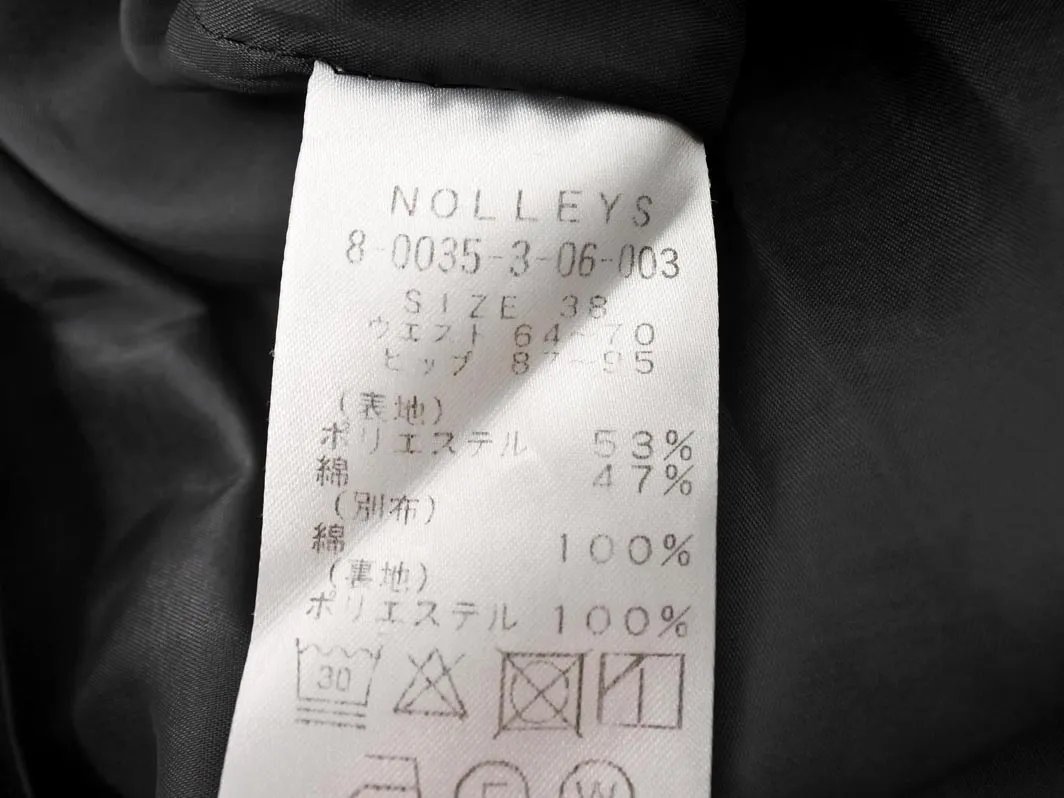 NOLLEYS
8-0035-3-06-003
SIZE 38
ウエスト 64~70
ヒップ 87~95
(表地)
ポリエステル 53%
綿 47%
(別布)
綿 100%
(裏地)
ポリエステル 100%
30
F W